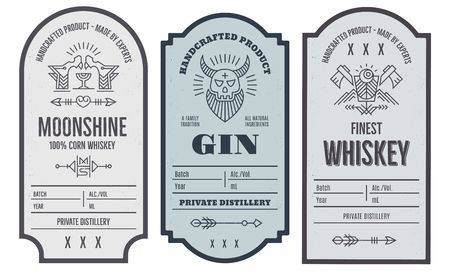 HANDCRAFTED PRODUCT - MADE BY EXPERTS
MOONSHINE
100% CORN WHISKEY
MS
Batch Alc./VOL
Year mL
PRIVATE DISTILLERY
X X X
HANDCRAFTED PRODUCT
A FAMILY TRADITION
ALL NATURAL INGREDIENTS
GIN
Batch Alc./Vol.
Year mL
PRIVATE DISTILLERY
HANDCRAFTED PRODUCT - MADE BY EXPERTS
X X X
FINEST
WHISKEY
Batch Alc./Vol.
Year mL
PRIVATE DISTILLERY
X X X